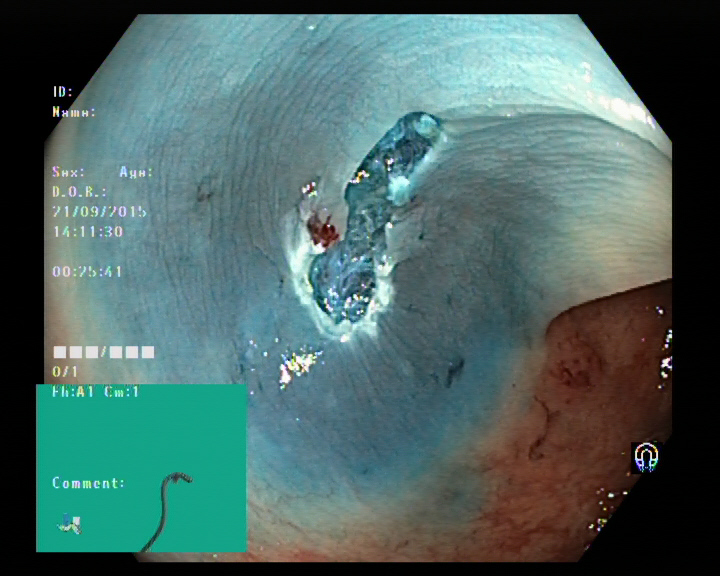 ID:
Name:
Sex: Age:
D.O.B.:
21/09/2015
14:11:30
00:25:41
■■■/■■■
0/1
Eh:A1 Cm:1
Comment: